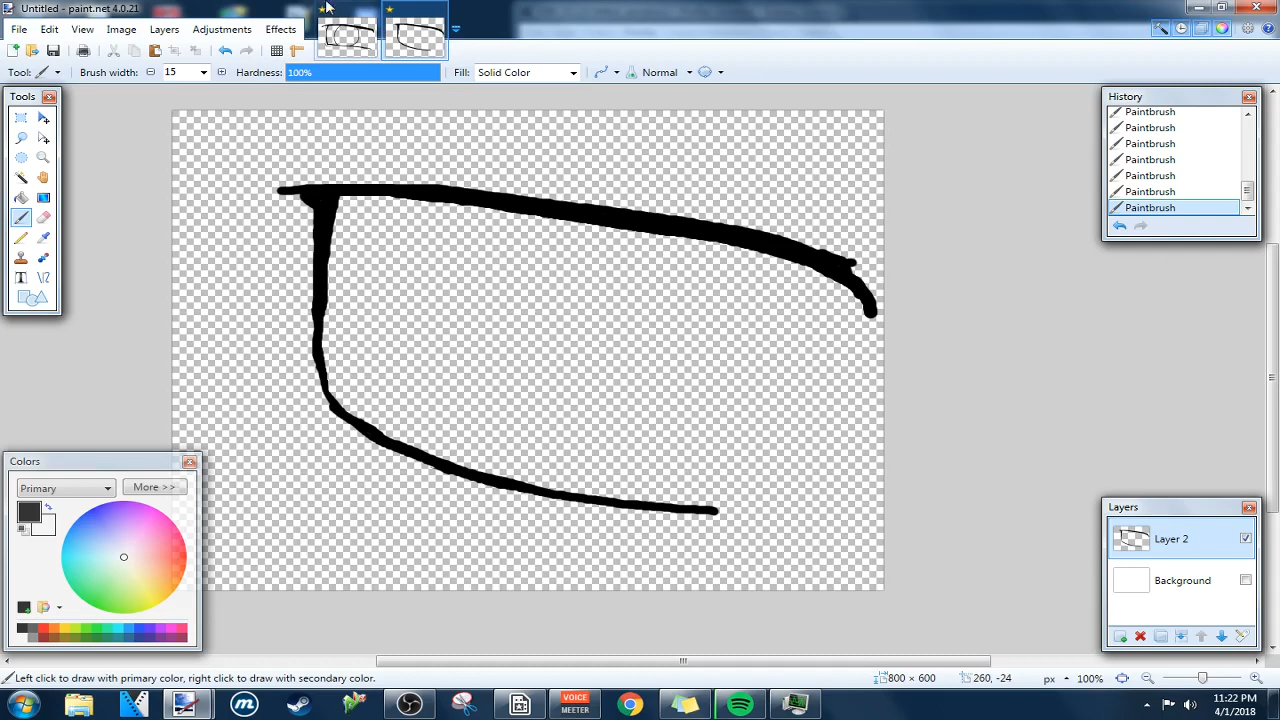 Untitled - paint.net 4.0.21
File Edit View Image Layers Adjustments Effects
Tool: Brush width: 15 Hardness: 100% Fill: Solid Color Normal
Tools
History
Paintbrush
Paintbrush
Paintbrush
Paintbrush
Paintbrush
Paintbrush
Paintbrush
Colors
Primary More >>
Layers
Layer 2
Background
Left click to draw with primary color, right click to draw with secondary color.
800 × 600 260, -24 px 100%
VOICE
MEETER
11:22 PM
4/1/2018